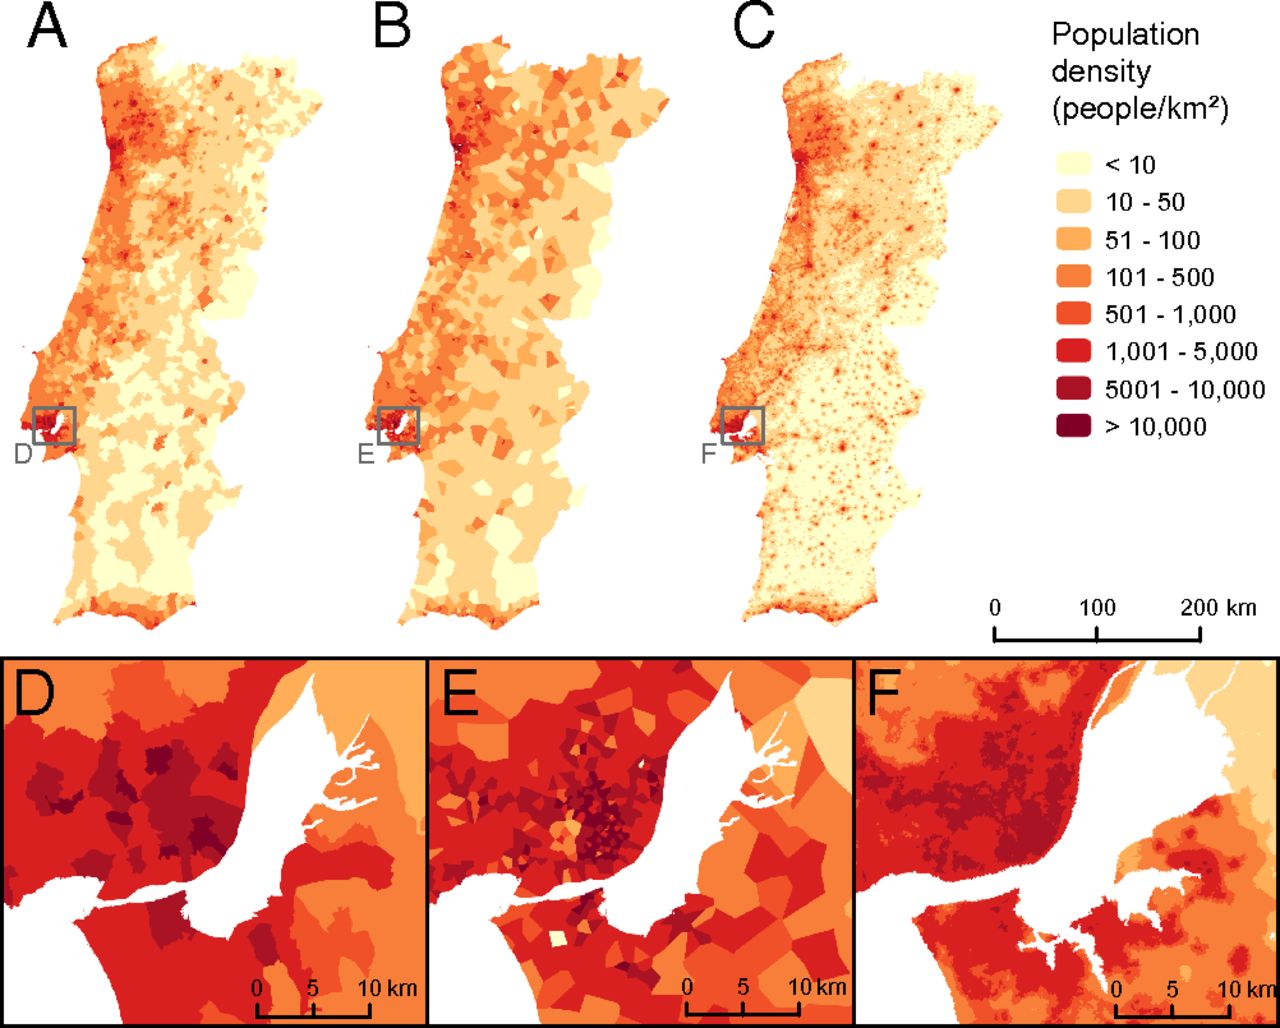 A
B
C
Population
density
(people/km²)
< 10
10 - 50
51 - 100
101 - 500
501 - 1,000
1,001 - 5,000
5001 - 10,000
> 10,000
D
E
F
0 100 200 km
D
E
F
0 5 10 km
0 5 10 km
0 5 10 km